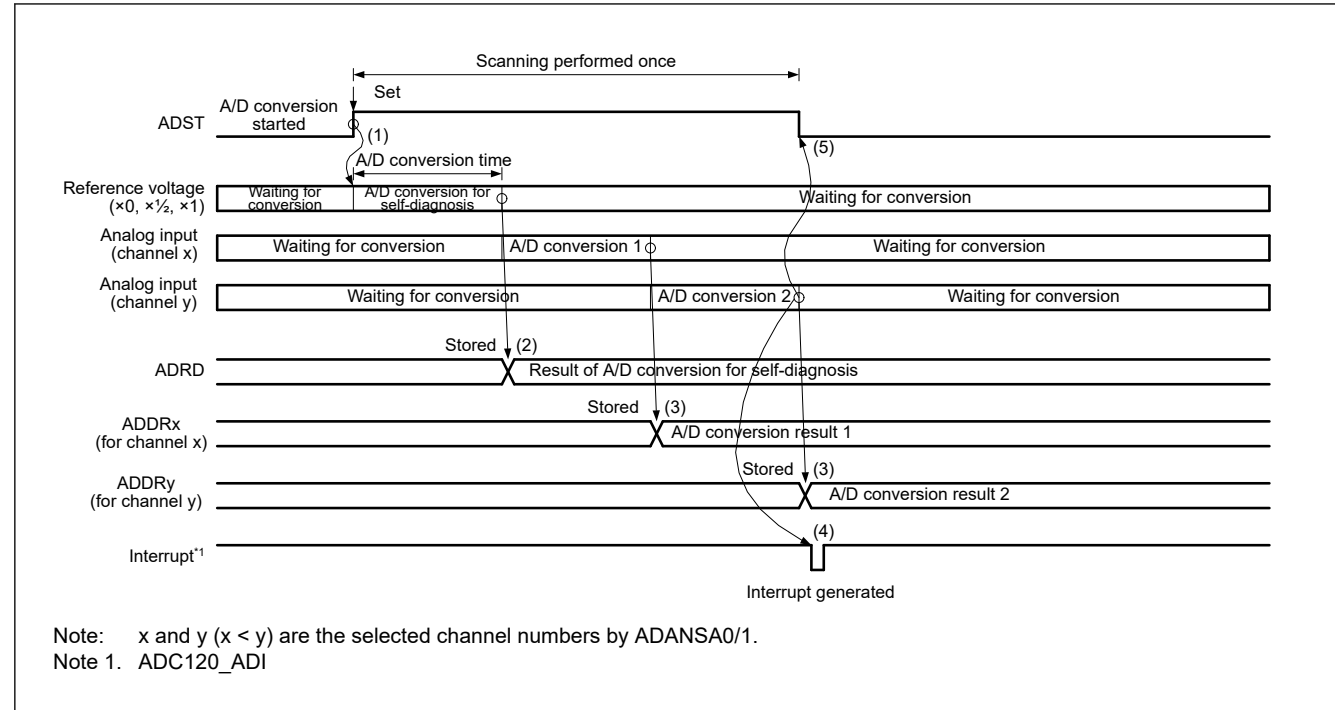 Scanning performed once
Set
A/D conversion
started
ADST
(1)
(5)
A/D conversion time
Reference voltage
(×0, ×½, ×1)
Waiting for
conversion
A/D conversion for
self-diagnosis
Waiting for conversion
Analog input
(channel x)
Waiting for conversion
A/D conversion 1
Waiting for conversion
Analog input
(channel y)
Waiting for conversion
A/D conversion 2
Waiting for conversion
Stored
(2)
ADRD
Result of A/D conversion for self-diagnosis
Stored
(3)
ADDRx
(for channel x)
A/D conversion result 1
Stored
(3)
ADDRy
(for channel y)
A/D conversion result 2
(4)
Interrupt*1
Interrupt generated
Note: x and y (x < y) are the selected channel numbers by ADANSA0/1.
Note 1. ADC120_ADI